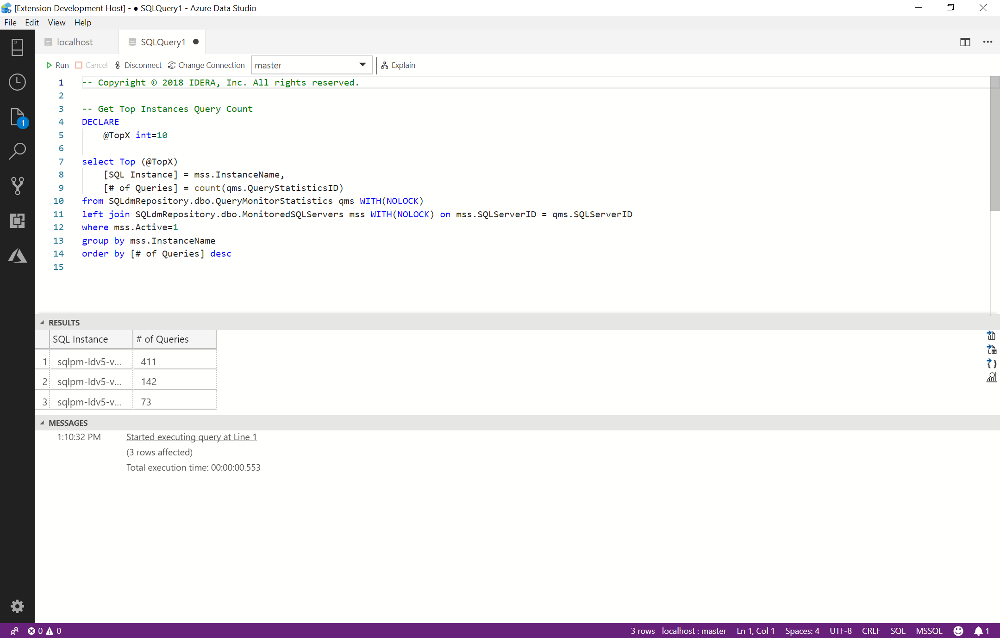 [Extension Development Host] - ● SQLQuery1 - Azure Data Studio
File Edit View Help
localhost SQLQuery1 ●
Run Cancel Disconnect Change Connection master Explain
1 -- Copyright © 2018 IDERA, Inc. All rights reserved.
2
3 -- Get Top Instances Query Count
4 DECLARE
5 @TopX int=10
6
7 select Top (@TopX)
8 [SQL Instance] = mss.InstanceName,
9 [# of Queries] = count(qms.QueryStatisticsID)
10 from SQLdmRepository.dbo.QueryMonitorStatistics qms WITH(NOLOCK)
11 left join SQLdmRepository.dbo.MonitoredSQLServers mss WITH(NOLOCK) on mss.SQLServerID = qms.SQLServerID
12 where mss.Active=1
13 group by mss.InstanceName
14 order by [# of Queries] desc
15
1
RESULTS
SQL Instance # of Queries
1 sqlpm-ldv5-v... 411
2 sqlpm-ldv5-v... 142
3 sqlpm-ldv5-v... 73
MESSAGES
1:10:32 PM Started executing query at Line 1
(3 rows affected)
Total execution time: 00:00:00.553
0 0 3 rows localhost : master Ln 1, Col 1 Spaces: 4 UTF-8 CRLF SQL MSSQL 1